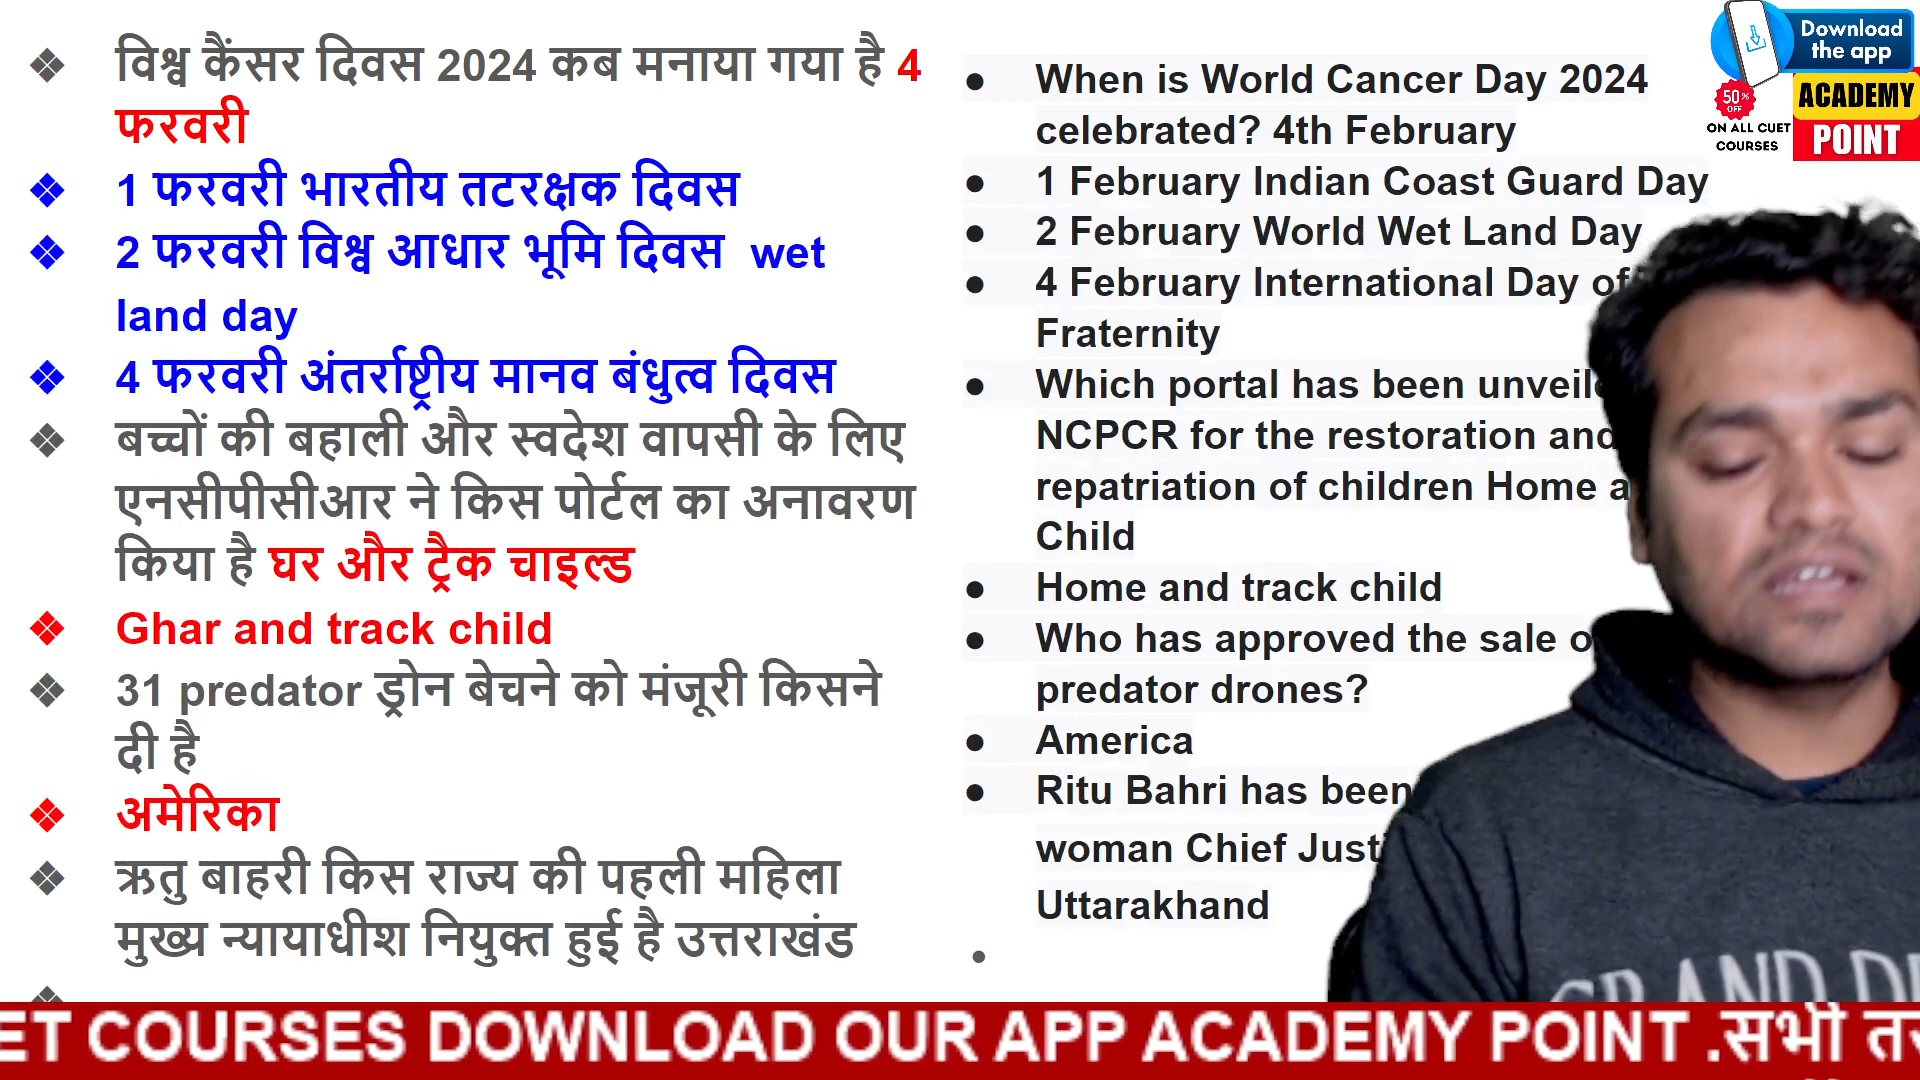 विश्व कैंसर दिवस 2024 कब मनाया गया है 4
फरवरी
1 फरवरी भारतीय तटरक्षक दिवस
2 फरवरी विश्व आधार भूमि दिवस wet
land day
4 फरवरी अंतर्राष्ट्रीय मानव बंधुत्व दिवस
बच्चों की बहाली और स्वदेश वापसी के लिए
एनसीपीसीआर ने किस पोर्टल का अनावरण
किया है घर और ट्रैक चाइल्ड
Ghar and track child
31 predator ड्रोन बेचने को मंजूरी किसने
दी है
अमेरिका
ऋतु बाहरी किस राज्य की पहली महिला
मुख्य न्यायाधीश नियुक्त हुई है उत्तराखंड
When is World Cancer Day 2024
celebrated? 4th February
1 February Indian Coast Guard Day
2 February World Wet Land Day
4 February International Day of
Fraternity
Which portal has been
NCPCR for the restoration and
repatriation of children Home
Child
Home and track child
Who has approved the sale
predator drones?
America
Ritu Bahri has been
woman Chief
Uttarakhand
Download
the app
50%
OFF
ON ALL CUET
COURSES
ACADEMY
POINT
GRAND
COURSES DOWNLOAD OUR APP ACADEMY POINT .सभी